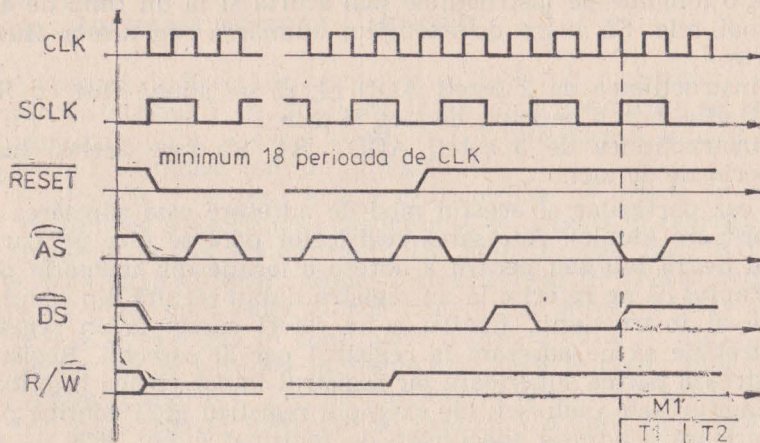 CLK
SCLK
minimum 18 perioada de CLK
RESET
AS
DS
R/W
M1
T1 T2